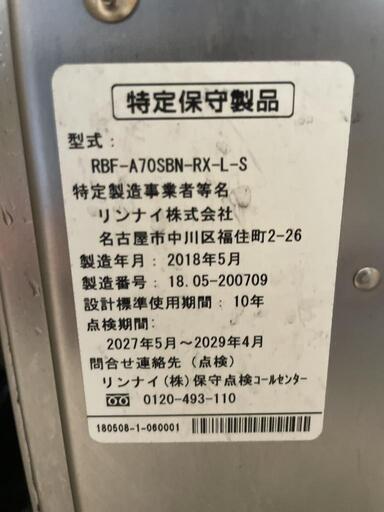 特定保守製品
型式：
RBF-A70SBN-RX-L-S
特定製造事業者等名
リンナイ株式会社
名古屋市中川区福住町2-26
製造年月：2018年5月
製造番号：18.05-200709
設計標準使用期間：10年
点検期間：
2027年5月～2029年4月
問合せ連絡先（点検）
リンナイ(株)保守点検コールセンター
0120-493-110
180508-1-060001